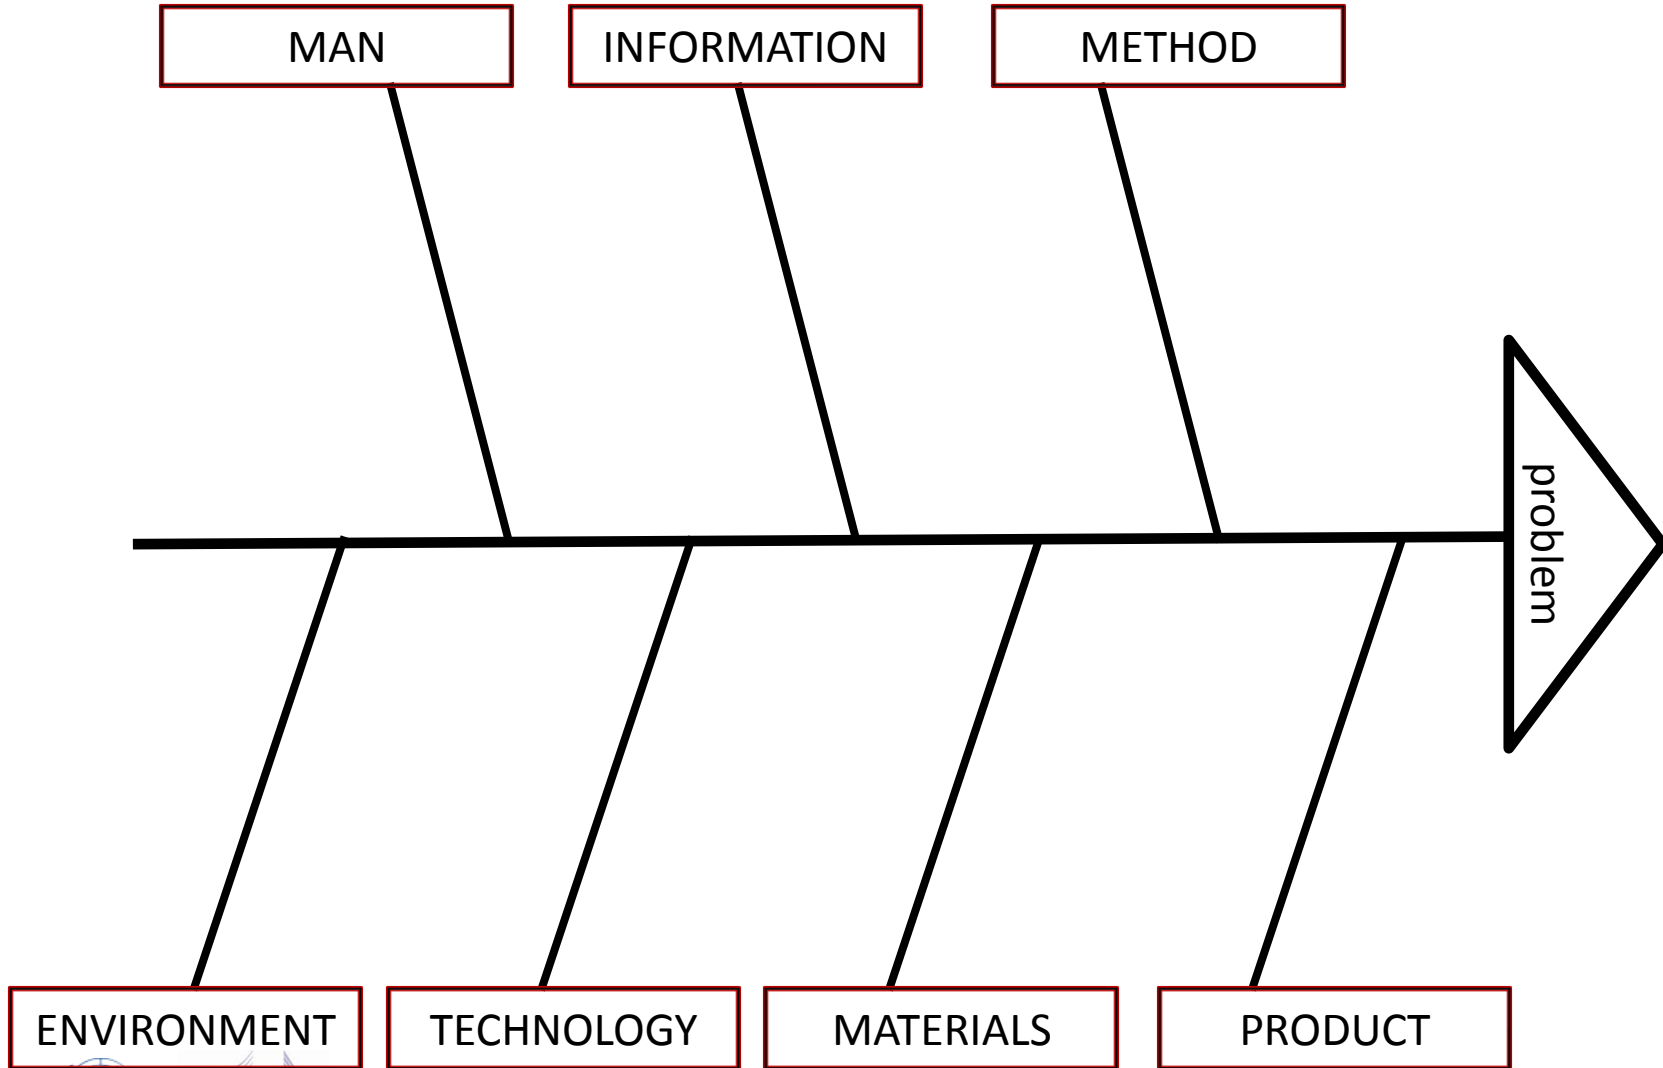 MAN
INFORMATION
METHOD
problem
ENVIRONMENT
TECHNOLOGY
MATERIALS
PRODUCT